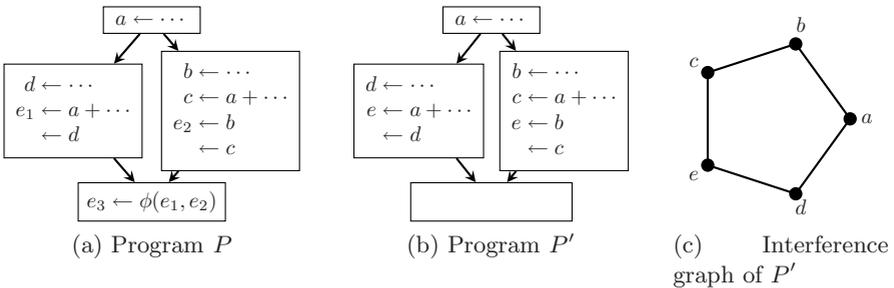 a ← ···
d ← ···
e₁ ← a + ···
← d
b ← ···
c ← a + ···
e₂ ← b
← c
e₃ ← ϕ(e₁, e₂)
(a) Program P
a ← ···
d ← ···
e ← a + ···
← d
b ← ···
c ← a + ···
e ← b
← c
(b) Program P′
b
c
a
e
d
(c) Interference
graph of P′